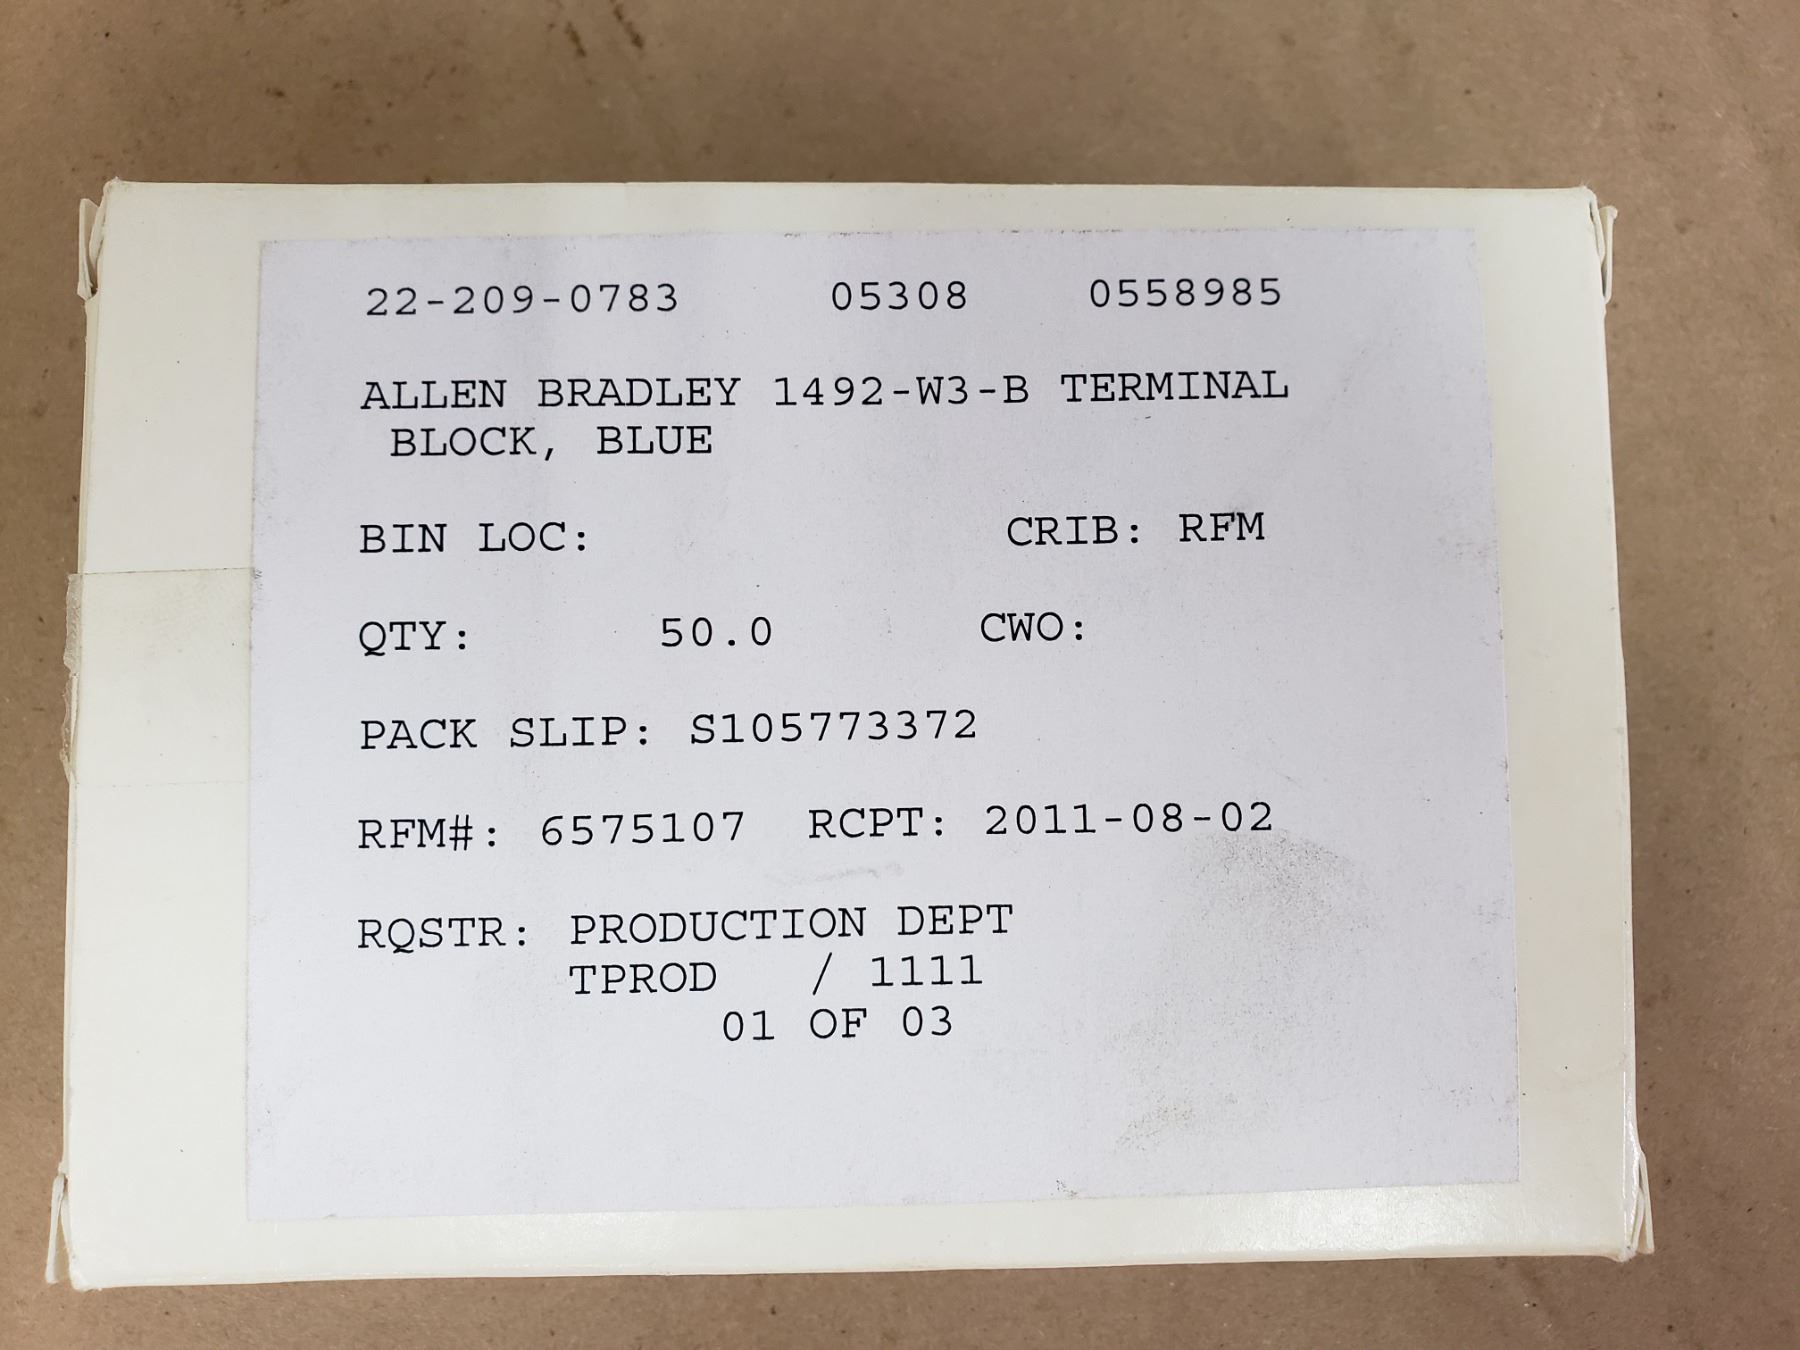 22-209-0783 05308 0558985
ALLEN BRADLEY 1492-W3-B TERMINAL
BLOCK, BLUE
BIN LOC: CRIB: RFM
QTY: 50.0 CWO:
PACK SLIP: S105773372
RFM#: 6575107 RCPT: 2011-08-02
RQSTR: PRODUCTION DEPT
TPROD / 1111
01 OF 03